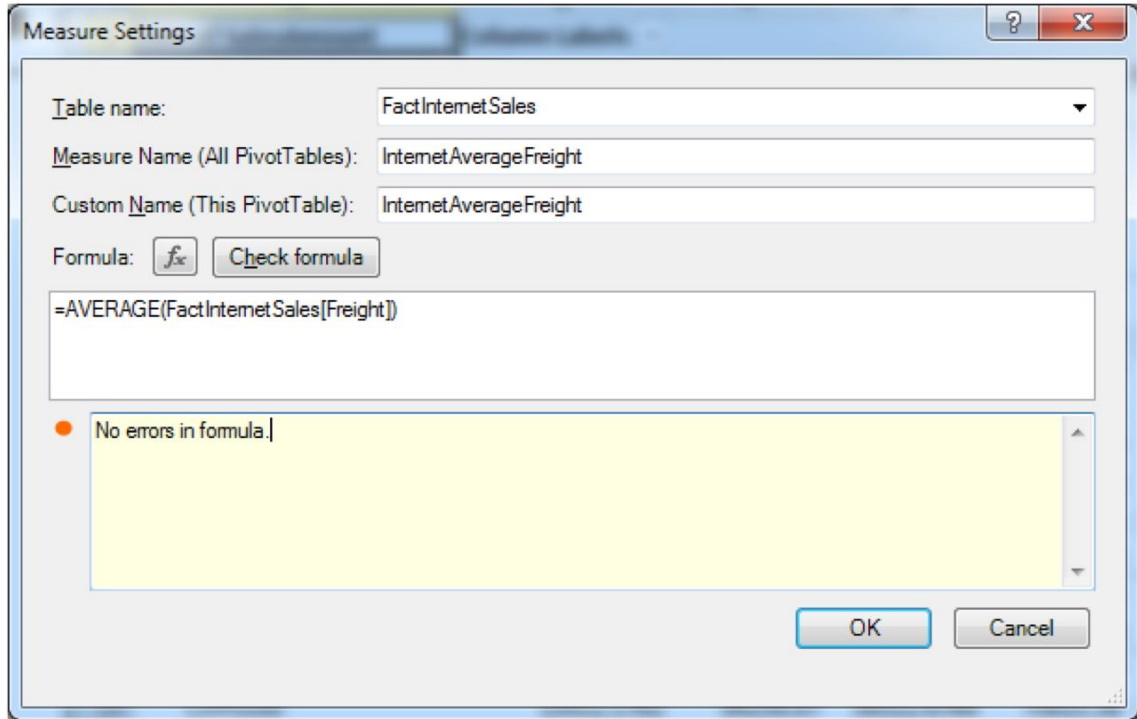 Measure Settings
Table name: FactInternetSales
Measure Name (All PivotTables): InternetAverageFreight
Custom Name (This PivotTable): InternetAverageFreight
Formula: fx Check formula
=AVERAGE(FactInternetSales[Freight])
No errors in formula.
OK Cancel